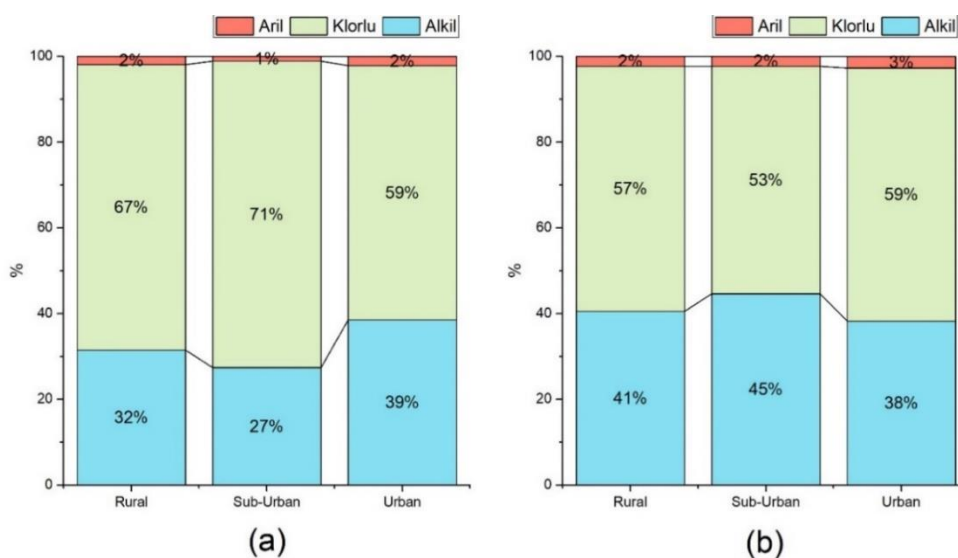 Aril Klorlu Alkil
100
80
60
40
20
0
%
2% 1% 2%
67% 71% 59%
32% 27% 39%
Rural Sub-Urban Urban
(a)
Aril Klorlu Alkil
100
80
60
40
20
0
%
2% 2% 3%
57% 53% 59%
41% 45% 38%
Rural Sub-Urban Urban
(b)